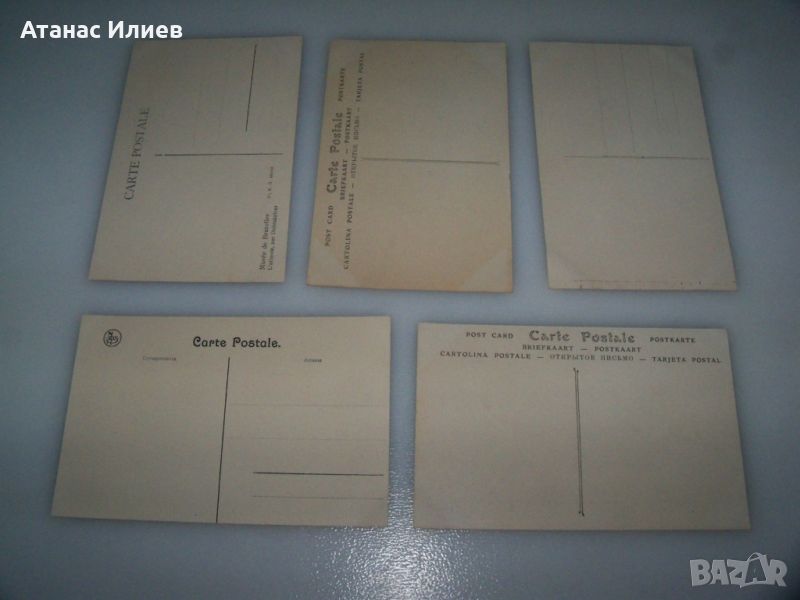 Атанас Илиев
CARTE POSTALE
Musée de Bruxelles
POST CARD Carte Postale POSTKARTE
BRIEFKAART — POSTKAART
CARTOLINA POSTALE — ОТКРЫТОЕ ПИСЬМО — TARJETA POSTAL
Carte Postale.
Correspondance
Adresse
POST CARD Carte Postale POSTKARTE
BRIEFKAART — POSTKAART
CARTOLINA POSTALE — ОТКРЫТОЕ ПИСЬМО — TARJETA POSTAL
BAZAR